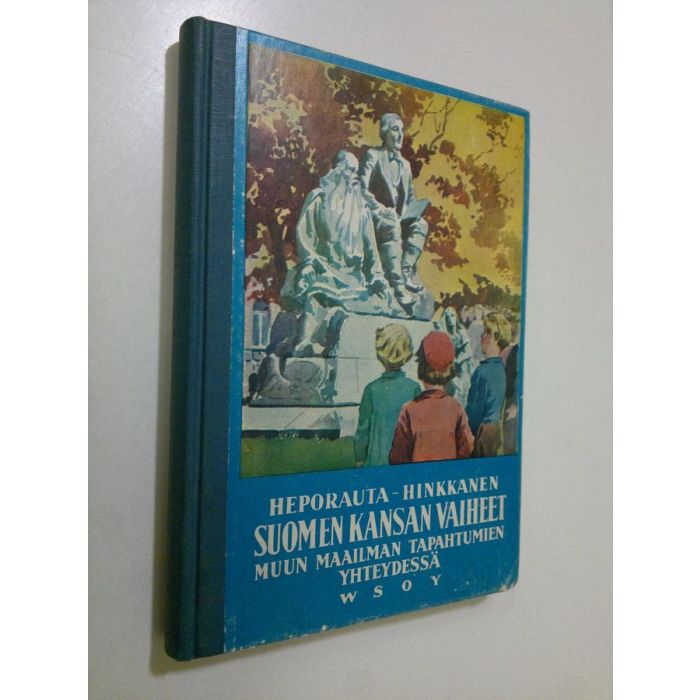 HEPORAUTA - HINKKANEN
SUOMEN KANSAN VAIHEET
MUUN MAAILMAN TAPAHTUMIEN
YHTEYDESSÄ
WSOY